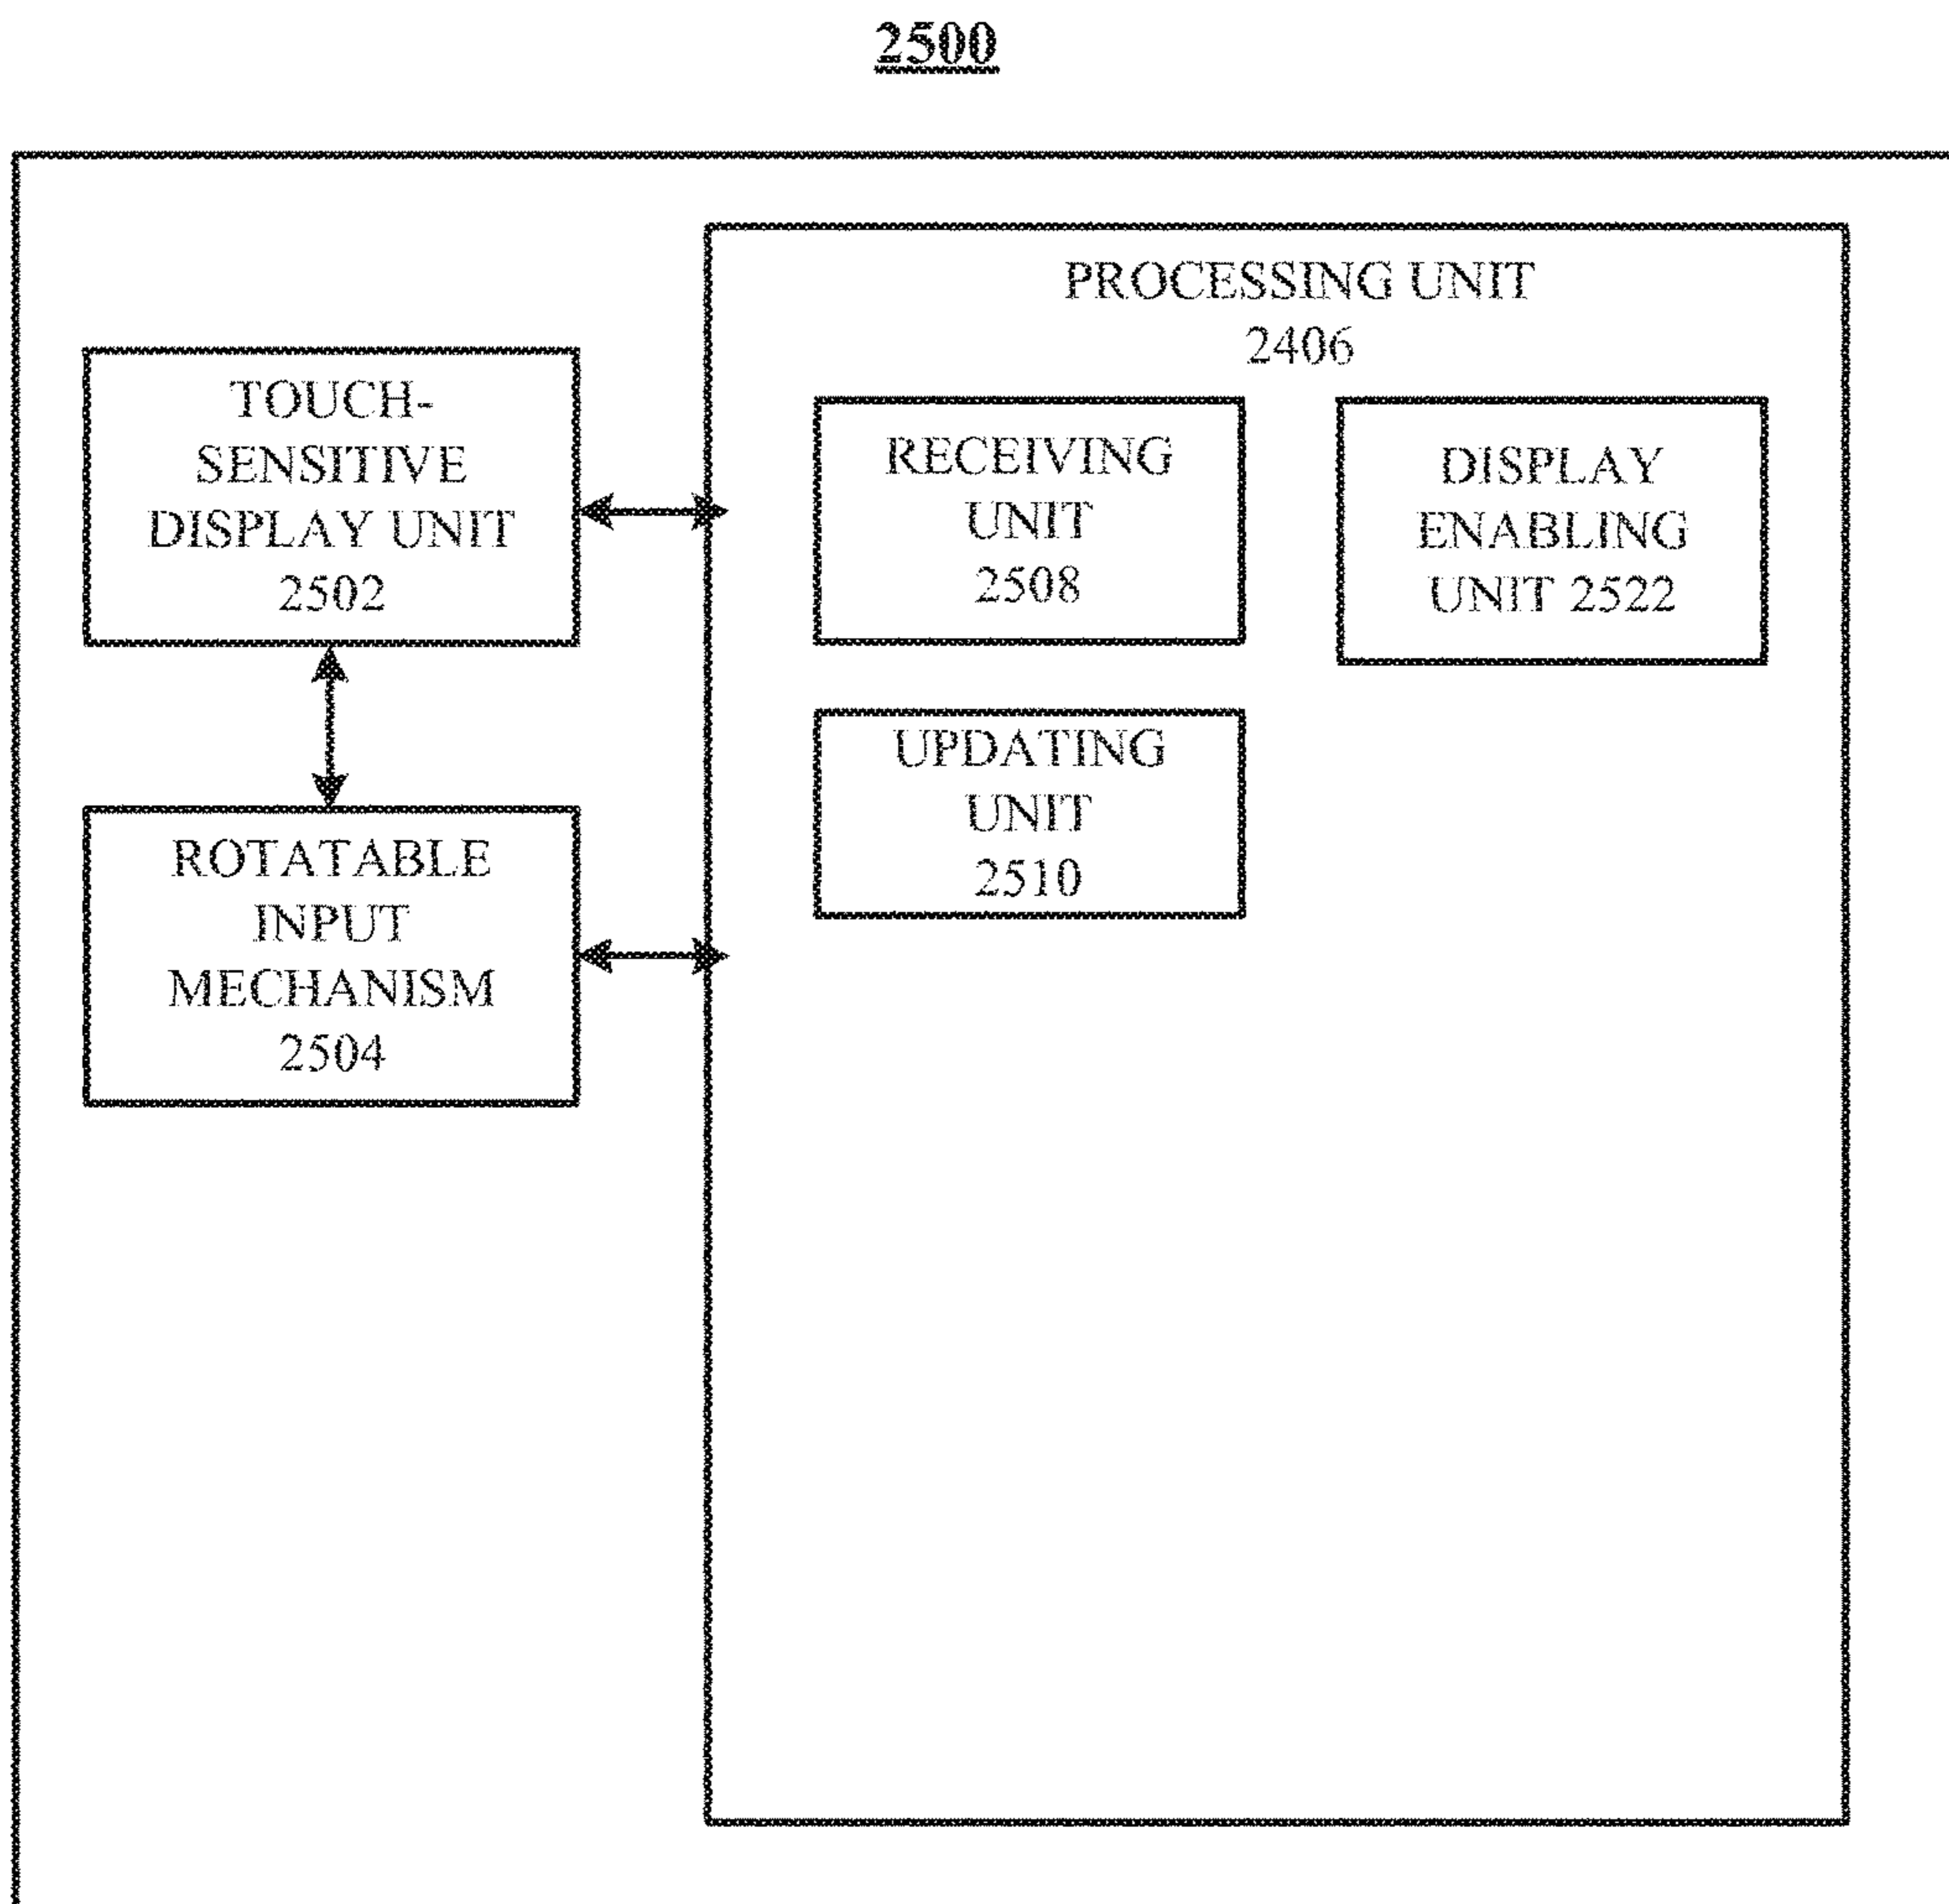 2500
TOUCH-
SENSITIVE
DISPLAY UNIT
2502
ROTATABLE
INPUT
MECHANISM
2504
PROCESSING UNIT
2406
RECEIVING
UNIT
2508
DISPLAY
ENABLING
UNIT 2522
UPDATING
UNIT
2510